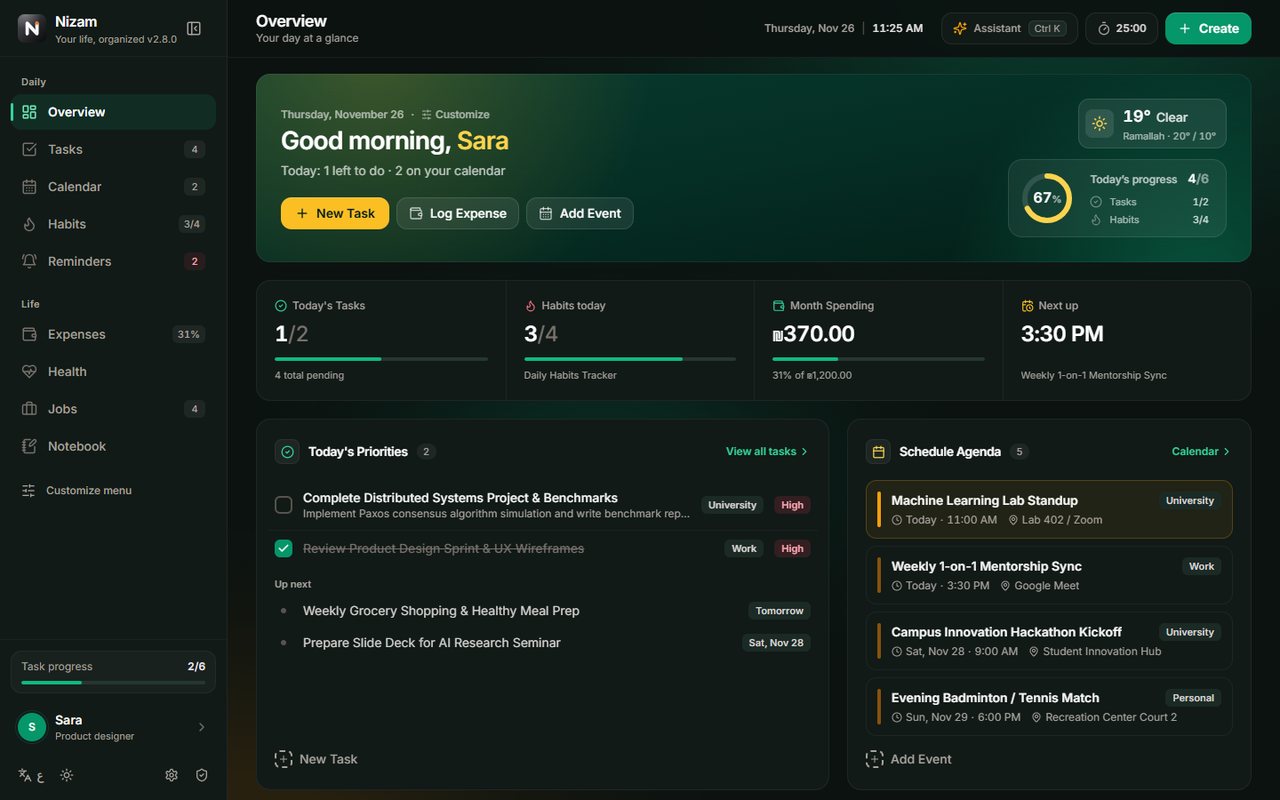 Nizam
Your life, organized v2.8.0
Daily
Overview
Tasks 4
Calendar 2
Habits 3/4
Reminders 2
Life
Expenses 31%
Health
Jobs 4
Notebook
Customize menu
Task progress 2/6
S
Sara
Product designer
ع
Overview
Your day at a glance
Thursday, Nov 26 | 11:25 AM
Assistant Ctrl K
25:00
+ Create
Thursday, November 26 · Customize
Good morning, Sara
Today: 1 left to do · 2 on your calendar
+ New Task
Log Expense
Add Event
19° Clear
Ramallah · 20° / 10°
67%
Today's progress 4/6
Tasks 1/2
Habits 3/4
Today's Tasks
1/2
4 total pending
Habits today
3/4
Daily Habits Tracker
Month Spending
₪370.00
31% of ₪1,200.00
Next up
3:30 PM
Weekly 1-on-1 Mentorship Sync
Today's Priorities 2
View all tasks
Complete Distributed Systems Project & Benchmarks
Implement Paxos consensus algorithm simulation and write benchmark rep...
University High
Review Product Design Sprint & UX Wireframes
Work High
Up next
Weekly Grocery Shopping & Healthy Meal Prep
Tomorrow
Prepare Slide Deck for AI Research Seminar
Sat, Nov 28
New Task
Schedule Agenda 5
Calendar
Machine Learning Lab Standup
University
Today · 11:00 AM Lab 402 / Zoom
Weekly 1-on-1 Mentorship Sync
Work
Today · 3:30 PM Google Meet
Campus Innovation Hackathon Kickoff
University
Sat, Nov 28 · 9:00 AM Student Innovation Hub
Evening Badminton / Tennis Match
Personal
Sun, Nov 29 · 6:00 PM Recreation Center Court 2
Add Event